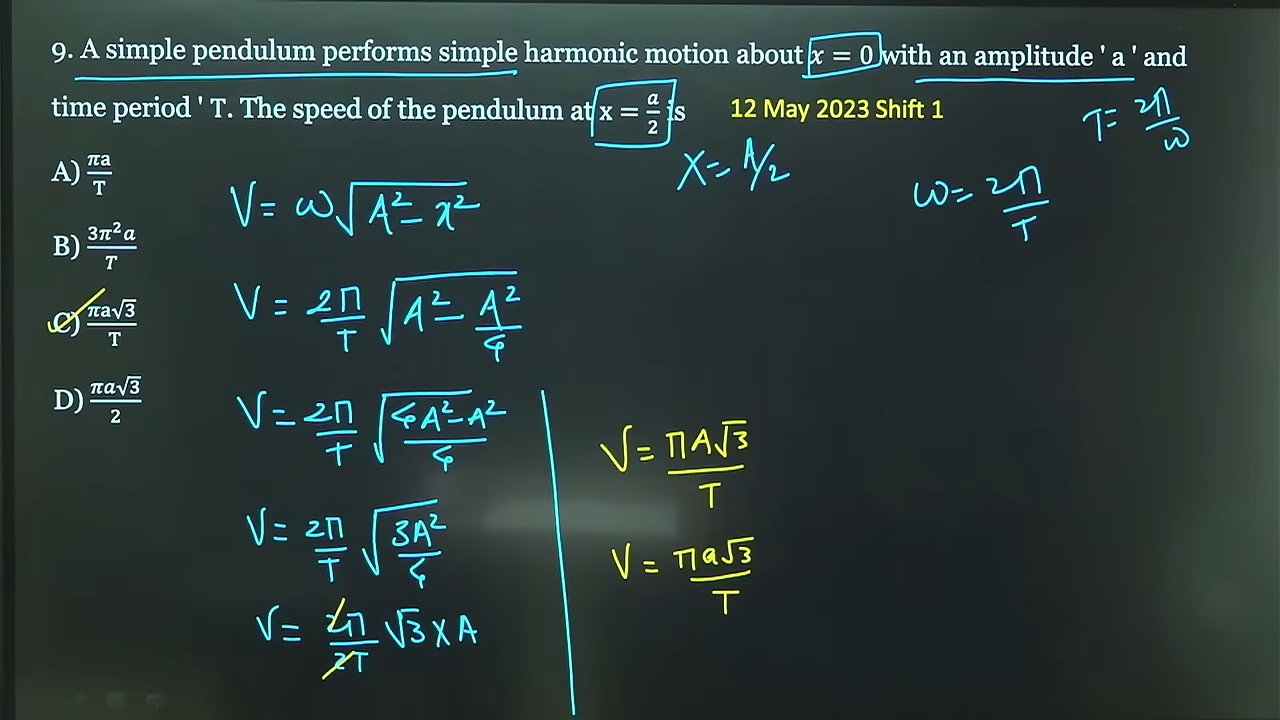 9. A simple pendulum performs simple harmonic motion about x = 0 with an amplitude ' a ' and
time period ' T. The speed of the pendulum at x = a/2 is 12 May 2023 Shift 1
T = 2π/ω
X = A/2
ω = 2π/T
A) πa/T
B) 3π²a/T
C) πa√3/T
D) πa√3/2
V = ω√A² - x²
V = 2π/T √A² - A²/4
V = 2π/T √4A² - A²/4
V = 2π/T √3A²/4
V = 2π/2T √3 x A
V = πA√3/T
V = πa√3/T